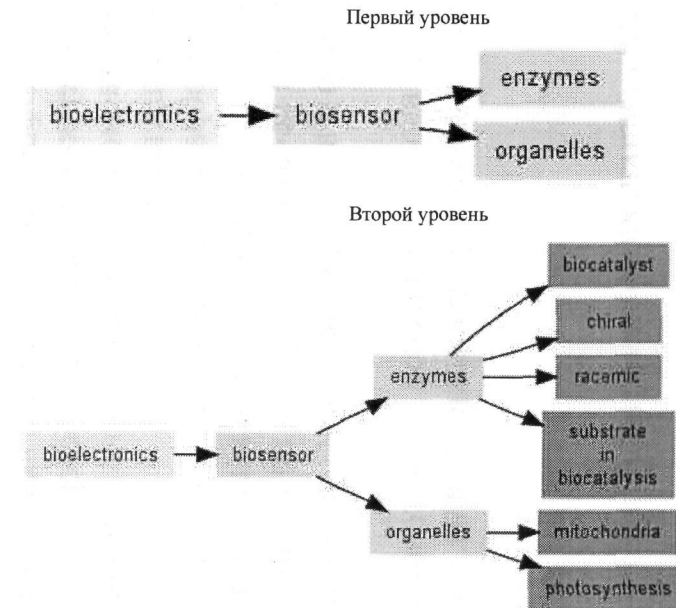 Первый уровень
bioelectronics
biosensor
enzymes
organelles
Второй уровень
bioelectronics
biosensor
enzymes
organelles
biocatalyst
chiral
racemic
substrate
in
biocatalysis
mitochondria
photosynthesis